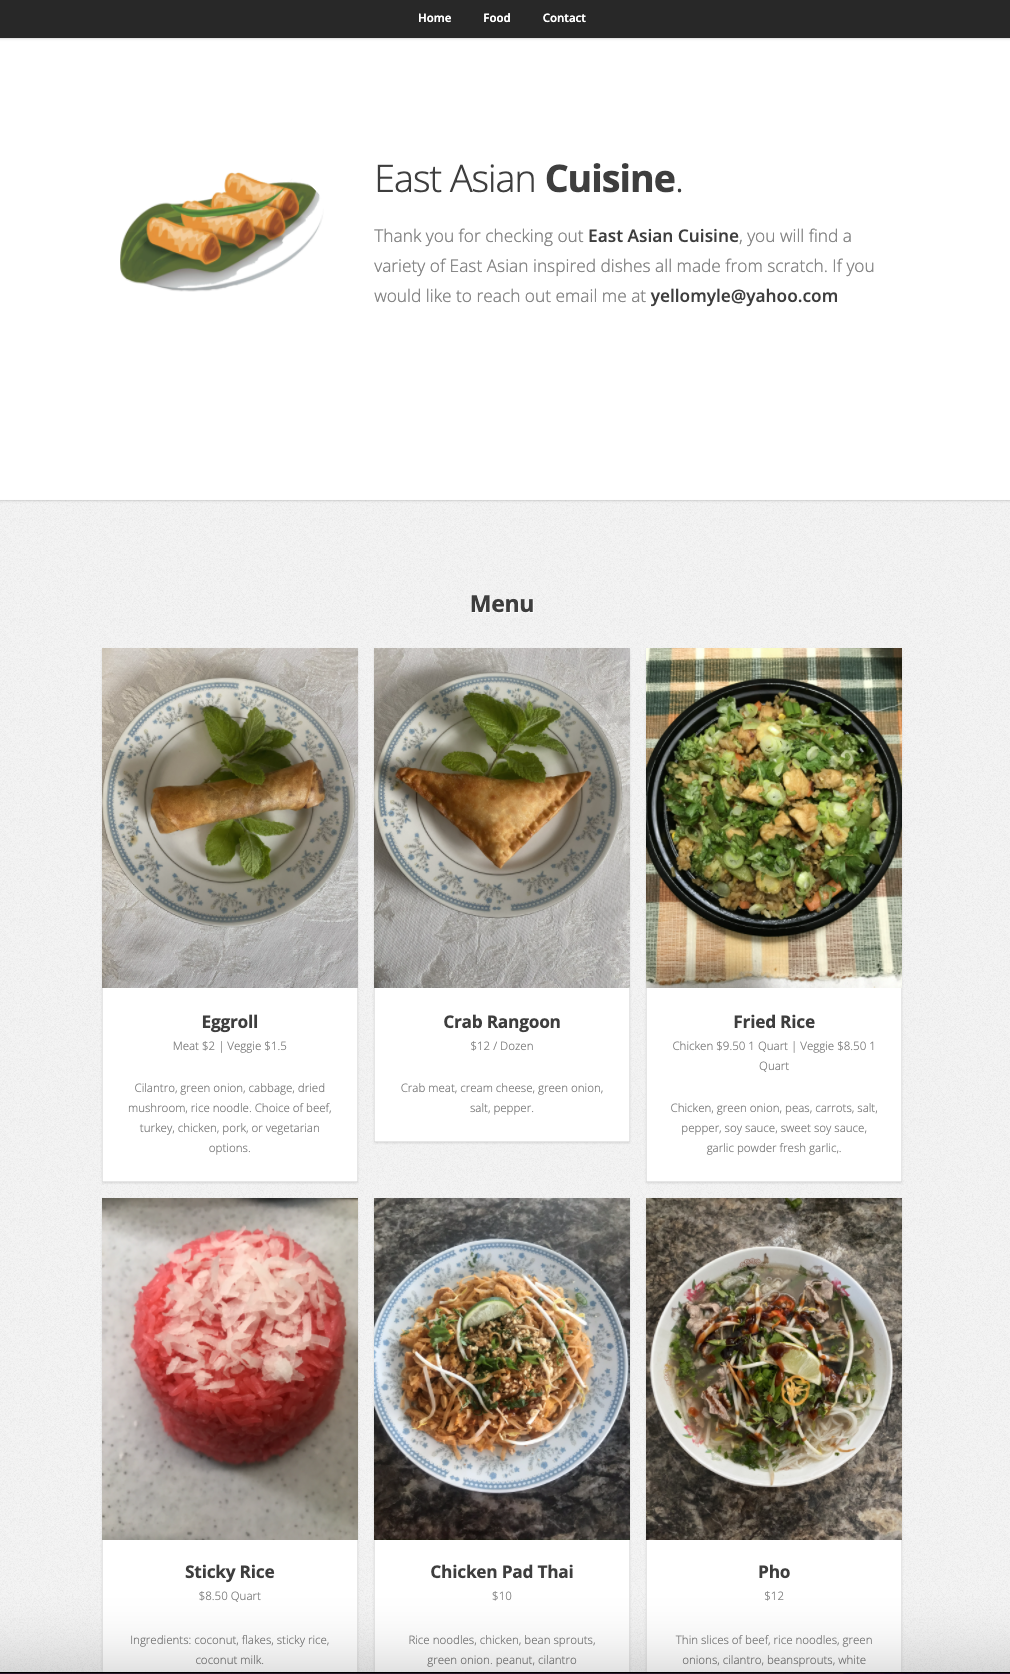 Home Food Contact
East Asian Cuisine.
Thank you for checking out East Asian Cuisine, you will find a
variety of East Asian inspired dishes all made from scratch. If you
would like to reach out email me at yellomyle@yahoo.com
Menu
Eggroll
Meat $2 | Veggie $1.5
Cilantro, green onion, cabbage, dried
mushroom, rice noodle. Choice of beef,
turkey, chicken, pork, or vegetarian
options.
Crab Rangoon
$12 / Dozen
Crab meat, cream cheese, green onion,
salt, pepper.
Fried Rice
Chicken $9.50 1 Quart | Veggie $8.50 1
Quart
Chicken, green onion, peas, carrots, salt,
pepper, soy sauce, sweet soy sauce,
garlic powder fresh garlic,.
Sticky Rice
$8.50 Quart
Ingredients: coconut, flakes, sticky rice,
coconut milk.
Chicken Pad Thai
$10
Rice noodles, chicken, bean sprouts,
green onion. peanut, cilantro
Pho
$12
Thin slices of beef, rice noodles, green
onions, cilantro, beansprouts, white